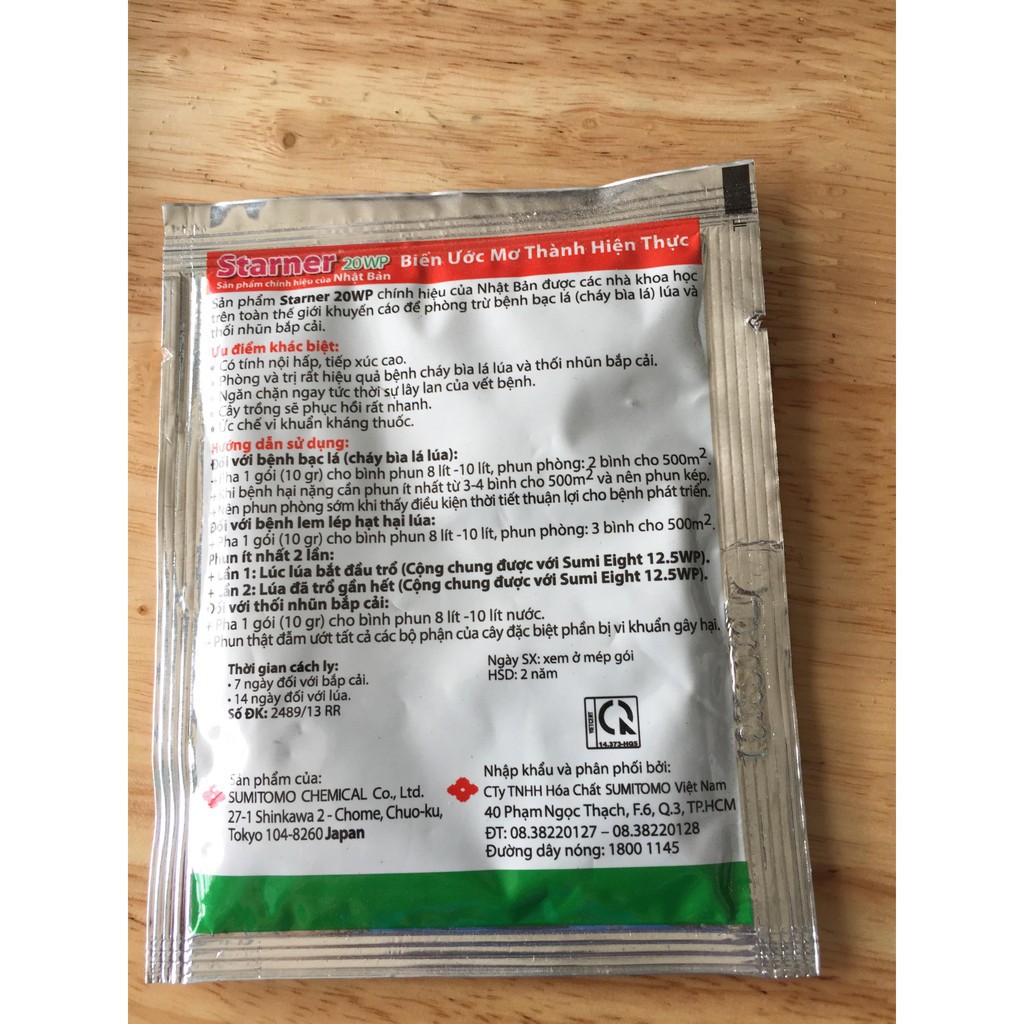 Starner 20WP Biến Ước Mơ Thành Hiện Thực
Sản phẩm chính hiệu của Nhật Bản
Sản phẩm Starner 20WP chính hiệu của Nhật Bản được các nhà khoa học
trên toàn thế giới khuyến cáo để phòng trừ bệnh bạc lá (cháy bìa lá) lúa và
thối nhũn bắp cải.
Ưu điểm khác biệt:
• Có tính nội hấp, tiếp xúc cao.
• Phòng và trị rất hiệu quả bệnh cháy bìa lá lúa và thối nhũn bắp cải.
• Ngăn chặn ngay tức thời sự lây lan của vết bệnh.
• Cây trồng sẽ phục hồi rất nhanh.
• Ức chế vi khuẩn kháng thuốc.
Hướng dẫn sử dụng:
Đối với bệnh bạc lá (cháy bìa lá lúa):
+ Pha 1 gói (10 gr) cho bình phun 8 lít -10 lít, phun phòng: 2 bình cho 500m².
+ Khi bệnh hại nặng cần phun ít nhất từ 3-4 bình cho 500m² và nên phun kép.
+ Nên phun phòng sớm khi thấy điều kiện thời tiết thuận lợi cho bệnh phát triển.
Đối với bệnh lem lép hạt hại lúa:
+ Pha 1 gói (10 gr) cho bình phun 8 lít -10 lít, phun phòng: 3 bình cho 500m².
Phun ít nhất 2 lần:
+ Lần 1: Lúc lúa bắt đầu trổ (Cộng chung được với Sumi Eight 12.5WP).
+ Lần 2: Lúa đã trổ gần hết (Cộng chung được với Sumi Eight 12.5WP).
Đối với thối nhũn bắp cải:
+ Pha 1 gói (10 gr) cho bình phun 8 lít -10 lít nước.
- Phun thật đẫm ướt tất cả các bộ phận của cây đặc biệt phần bị vi khuẩn gây hại.
Thời gian cách ly:
• 7 ngày đối với bắp cải.
• 14 ngày đối với lúa.
Số ĐK: 2489/13 RR
Ngày SX: xem ở mép gói
HSD: 2 năm
14.373-HQS
Sản phẩm của:
SUMITOMO CHEMICAL Co., Ltd.
27-1 Shinkawa 2 - Chome, Chuo-ku,
Tokyo 104-8260 Japan
Nhập khẩu và phân phối bởi:
CTy TNHH Hóa Chất SUMITOMO Việt Nam
40 Phạm Ngọc Thạch, F.6, Q.3, TP.HCM
ĐT: 08.38220127 – 08.38220128
Đường dây nóng: 1800 1145